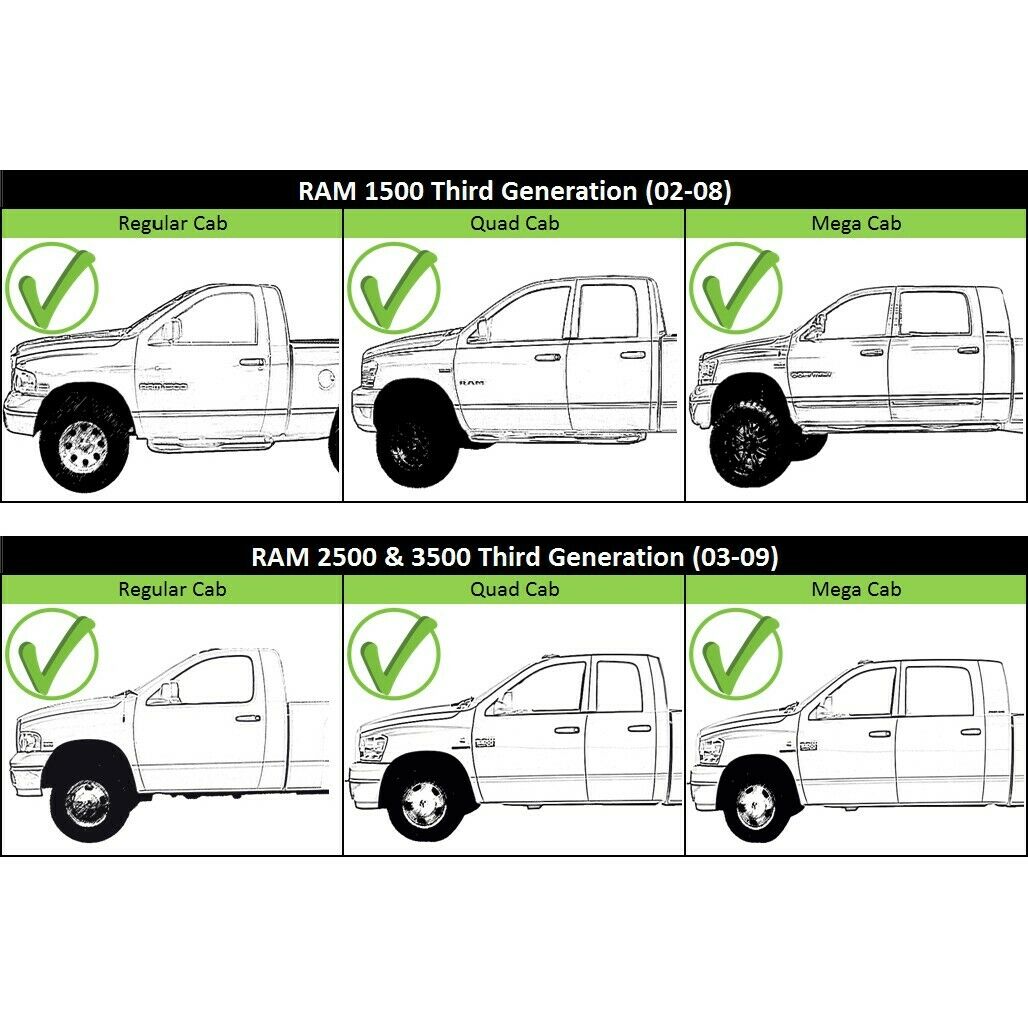 RAM 1500 Third Generation (02-08)
Regular Cab Quad Cab Mega Cab
RAM
RAM 2500 & 3500 Third Generation (03-09)
Regular Cab Quad Cab Mega Cab